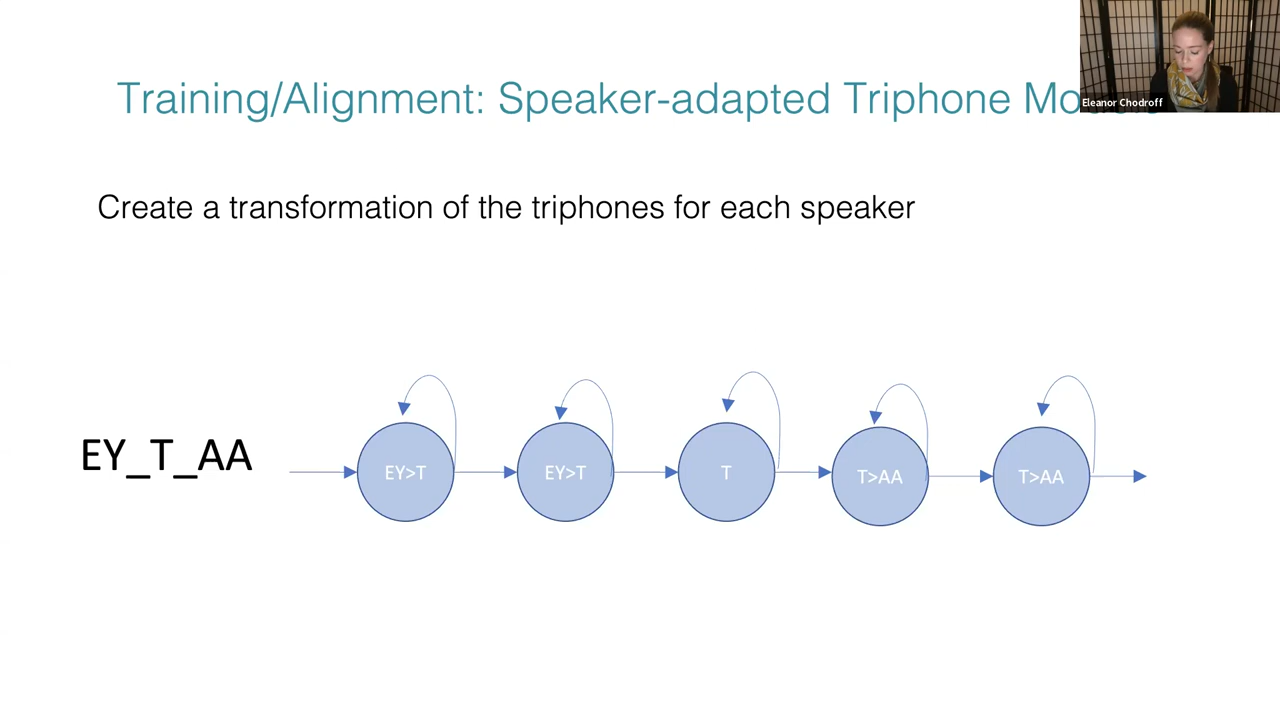 Training/Alignment: Speaker-adapted Triphone
Eleanor Chodroff
Create a transformation of the triphones for each speaker
EY_T_AA
EY>T
EY>T
T
T>AA
T>AA